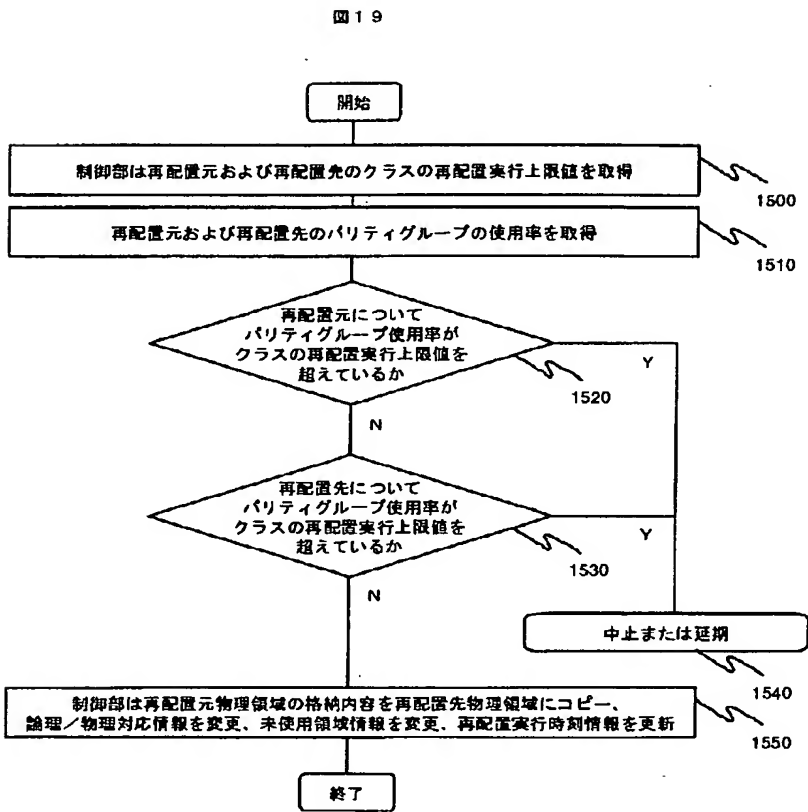 図19
開始
制御部は再配置元および再配置先のクラスの再配置実行上限値を取得
1500
再配置元および再配置先のパリティグループの使用率を取得
1510
再配置元について
パリティグループ使用率が
クラスの再配置実行上限値を
超えているか
1520
Y
N
再配置先について
パリティグループ使用率が
クラスの再配置実行上限値を
超えているか
1530
Y
N
中止または延期
1540
制御部は再配置元物理領域の格納内容を再配置先物理領域にコピー、
論理／物理対応情報を変更、未使用領域情報を変更、再配置実行時刻情報を更新
1550
終了